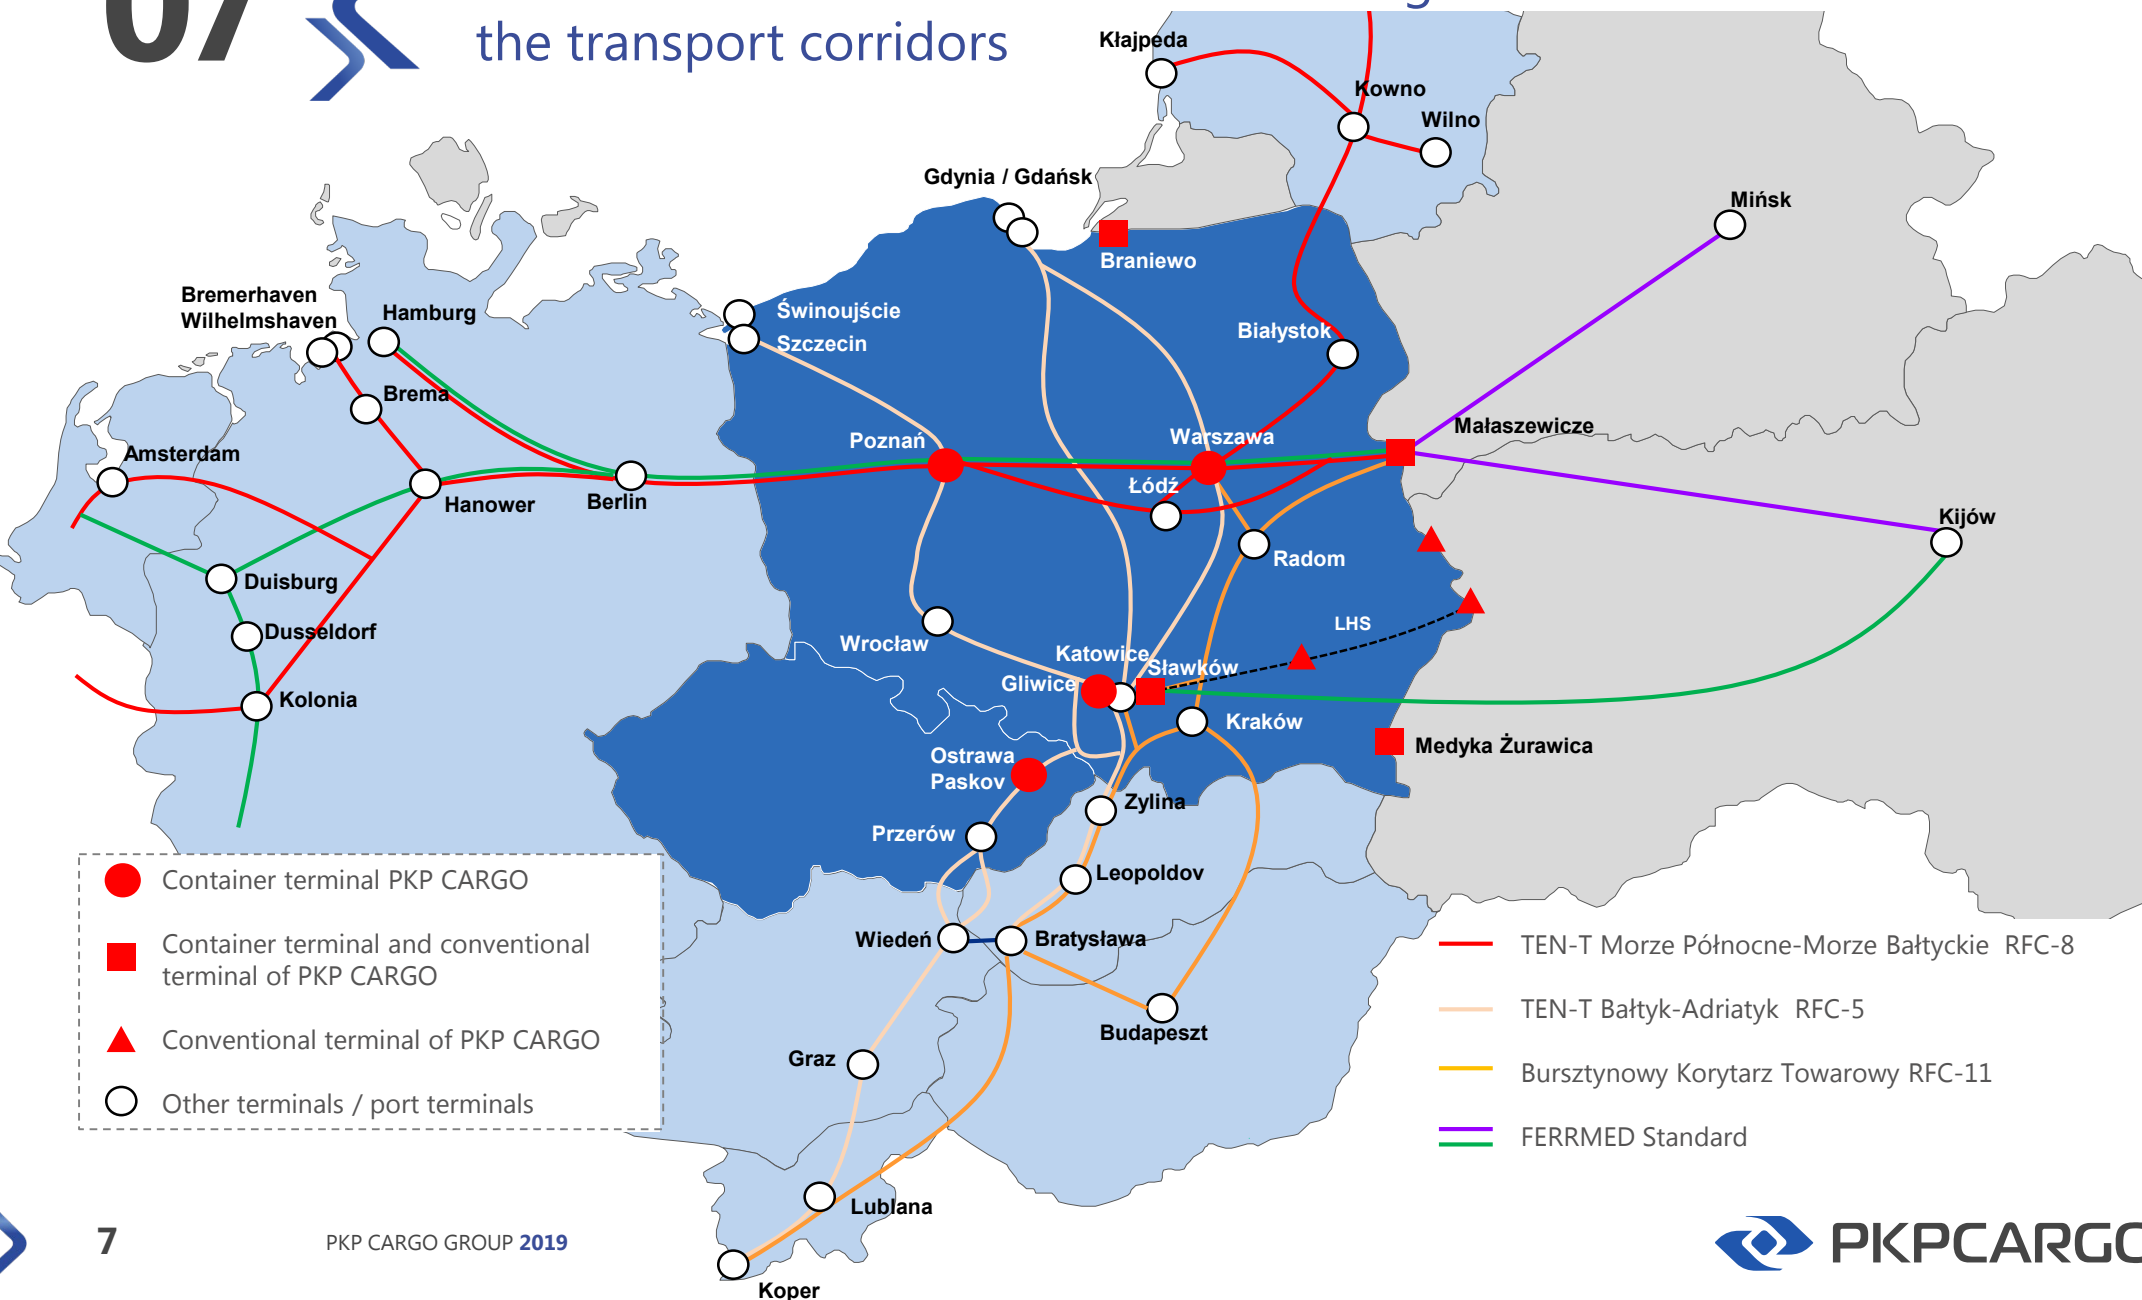 07
the transport corridors
Kłajpeda
Kowno
Wilno
Gdynia / Gdańsk
Mińsk
Braniewo
Bremerhaven
Wilhelmshaven
Hamburg
Świnoujście
Szczecin
Białystok
Brema
Małaszewicze
Amsterdam
Poznań
Warszawa
Hanower
Berlin
Łódź
Kijów
Radom
Duisburg
Dusseldorf
LHS
Wrocław
Katowice
Sławków
Gliwice
Kolonia
Kraków
Medyka Żurawica
Ostrawa
Paskov
Zylina
Przerów
Leopoldov
Wiedeń
Bratysława
Budapeszt
Graz
Lublana
Koper
Container terminal PKP CARGO
Container terminal and conventional
terminal of PKP CARGO
Conventional terminal of PKP CARGO
Other terminals / port terminals
TEN-T Morze Północne-Morze Bałtyckie RFC-8
TEN-T Bałtyk-Adriatyk RFC-5
Bursztynowy Korytarz Towarowy RFC-11
FERRMED Standard
7
PKP CARGO GROUP 2019
PKPCARGO